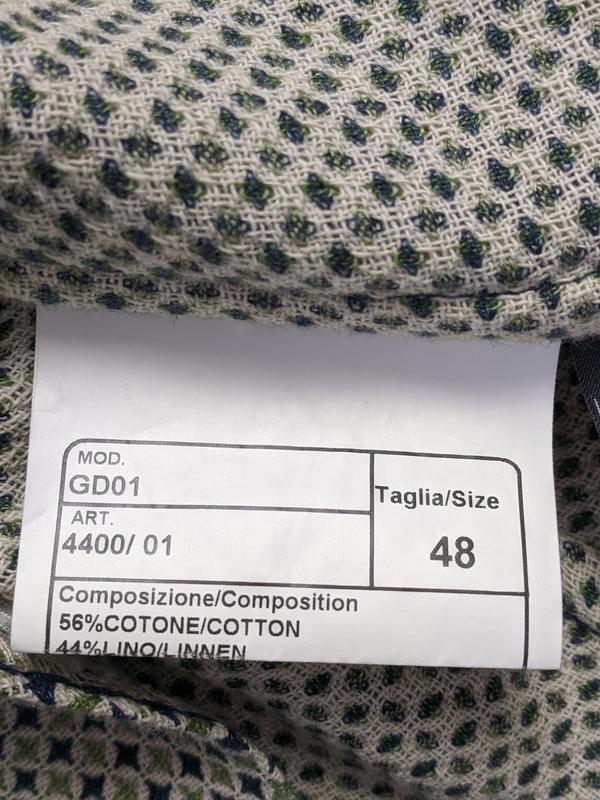 MOD.
GD01
Taglia/Size
ART.
48
4400/ 01
Composizione/Composition
56%COTONE/COTTON
44%LINO/LINNEN